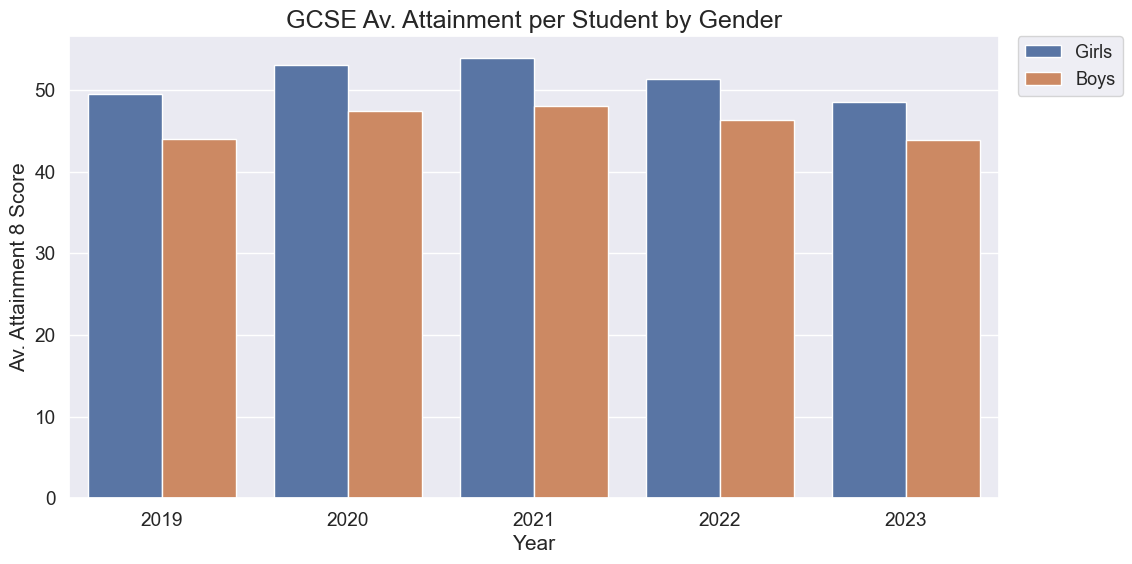 GCSE Av. Attainment per Student by Gender
Girls
Boys
Av. Attainment 8 Score
50
40
30
20
10
0
2019 2020 2021 2022 2023
Year